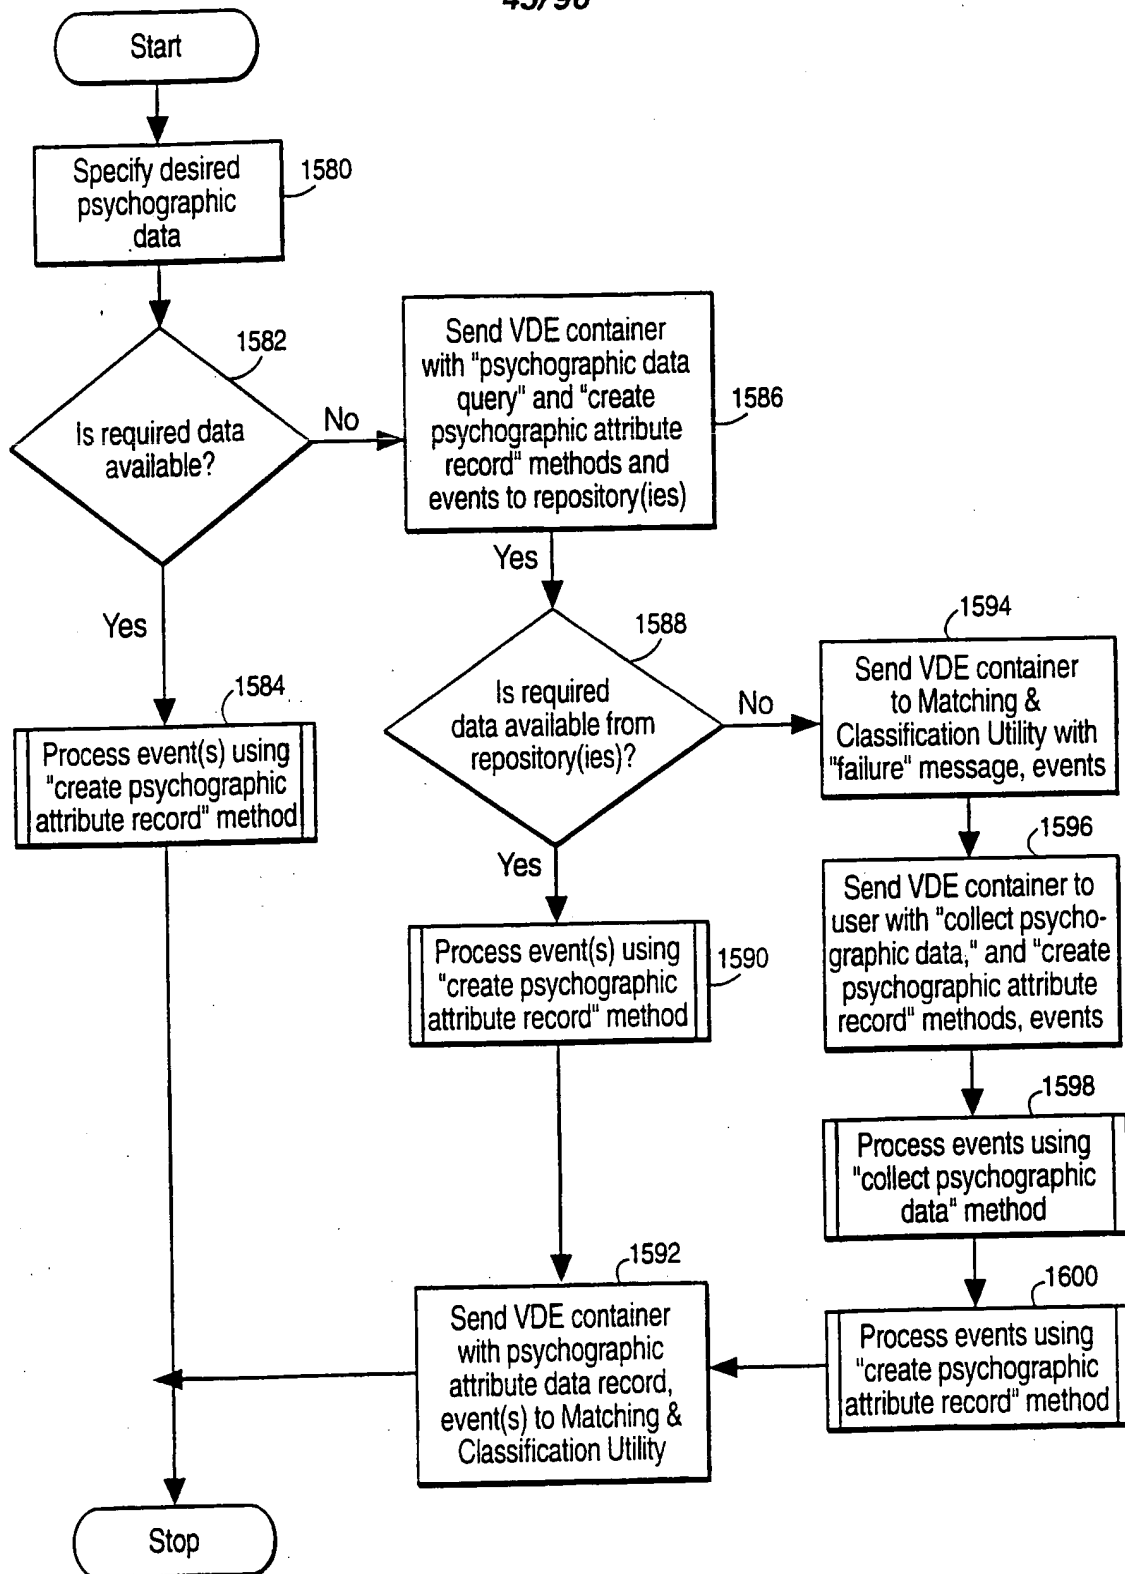 45/90
Start
Specify desired
psychographic
data
1580
Is required data
available?
1582
No
Yes
Send VDE container
with "psychographic data
query" and "create
psychographic attribute
record" methods and
events to repository(ies)
1586
Yes
1584
Process event(s) using
"create psychographic
attribute record" method
Is required
data available from
repository(ies)?
1588
No
Yes
1594
Send VDE container
to Matching &
Classification Utility with
"failure" message, events
1596
Send VDE container to
user with "collect psycho-
graphic data," and "create
psychographic attribute
record" methods, events
Process event(s) using
"create psychographic
attribute record" method
1590
1598
Process events using
"collect psychographic
data" method
1592
Send VDE container
with psychographic
attribute data record,
event(s) to Matching &
Classification Utility
1600
Process events using
"create psychographic
attribute record" method
Stop